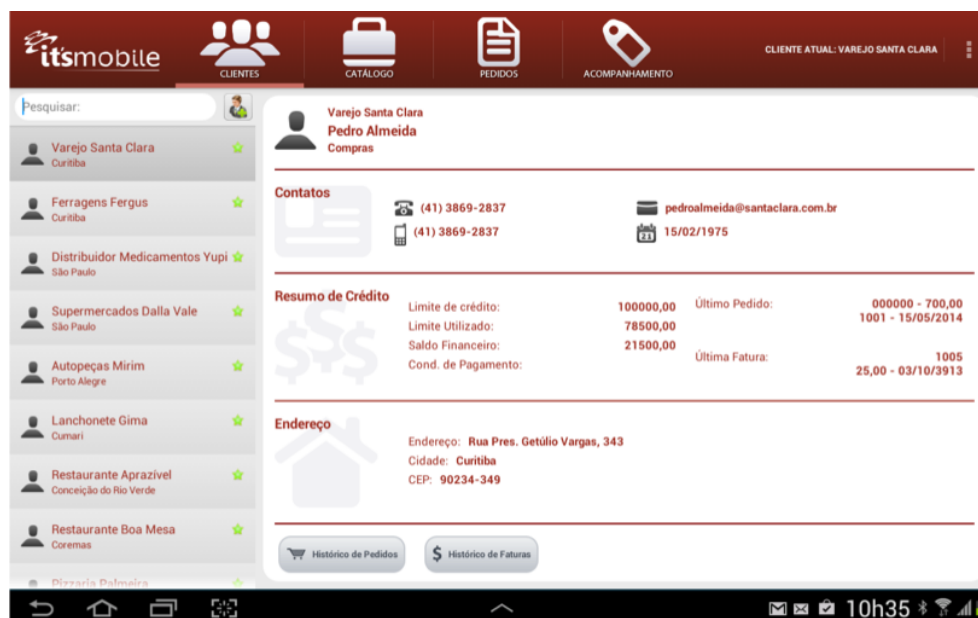 it'smobile
CLIENTES
CATÁLOGO
PEDIDOS
ACOMPANHAMENTO
CLIENTE ATUAL: VAREJO SANTA CLARA
Pesquisar:
Varejo Santa Clara
Curitiba
Ferragens Fergus
Curitiba
Distribuidor Medicamentos Yupi
São Paulo
Supermercados Dalla Vale
São Paulo
Autopeças Mirim
Porto Alegre
Lanchonete Gima
Cumari
Restaurante Aprazível
Conceição do Rio Verde
Restaurante Boa Mesa
Coremas
Pizzaria Palmeira
Varejo Santa Clara
Pedro Almeida
Compras
Contatos
(41) 3869-2837
pedroalmeida@santaclara.com.br
(41) 3869-2837
21
15/02/1975
Resumo de Crédito
Limite de crédito: 100000,00
Limite Utilizado: 78500,00
Saldo Financeiro: 21500,00
Cond. de Pagamento:
Último Pedido: 000000 - 700,00
1001 - 15/05/2014
Última Fatura: 1005
25,00 - 03/10/3913
Endereço
Endereço: Rua Pres. Getúlio Vargas, 343
Cidade: Curitiba
CEP: 90234-349
Histórico de Pedidos
$ Histórico de Faturas
10h35